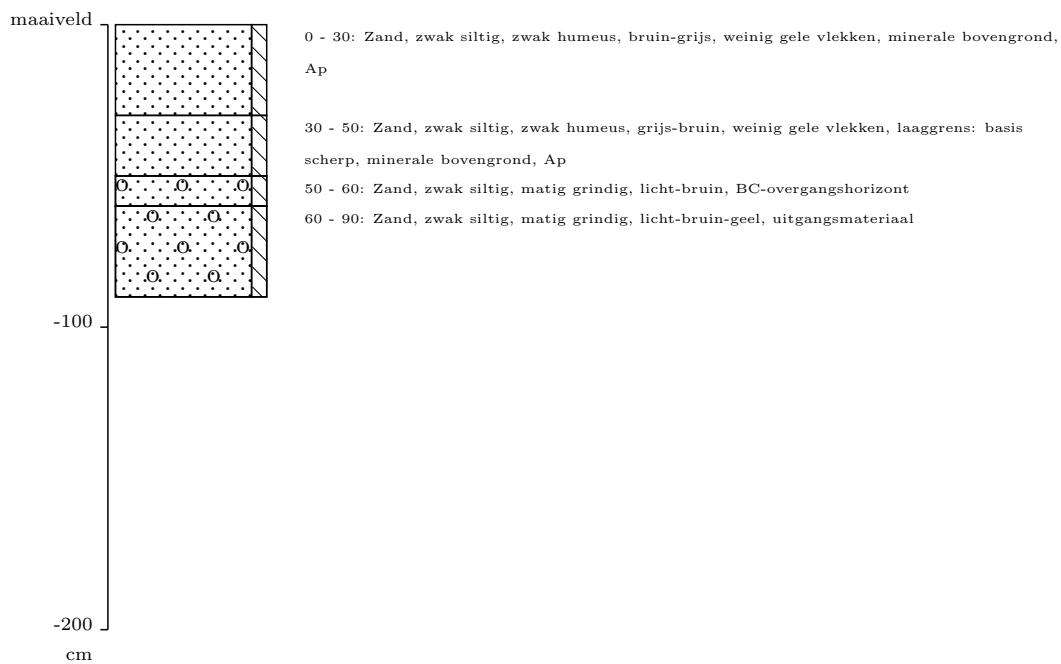 maaiveld
0 - 30: Zand, zwak siltig, zwak humeus, bruin-grijs, weinig gele vlekken, minerale bovengrond,
Ap
30 - 50: Zand, zwak siltig, zwak humeus, grijs-bruin, weinig gele vlekken, laaggrens: basis
scherp, minerale bovengrond, Ap
50 - 60: Zand, zwak siltig, matig grindig, licht-bruin, BC-overgangshorizont
60 - 90: Zand, zwak siltig, matig grindig, licht-bruin-geel, uitgangsmateriaal
-100
-200
cm